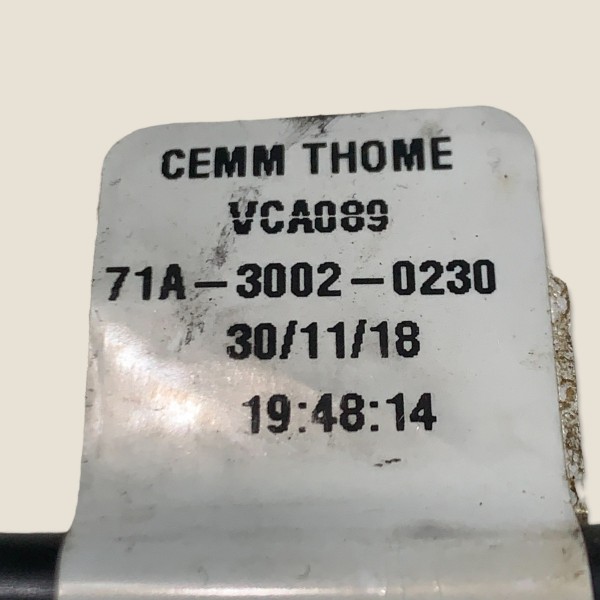 CEMM THOME
VCA089
71A-3002-0230
30/11/18
19:48:14